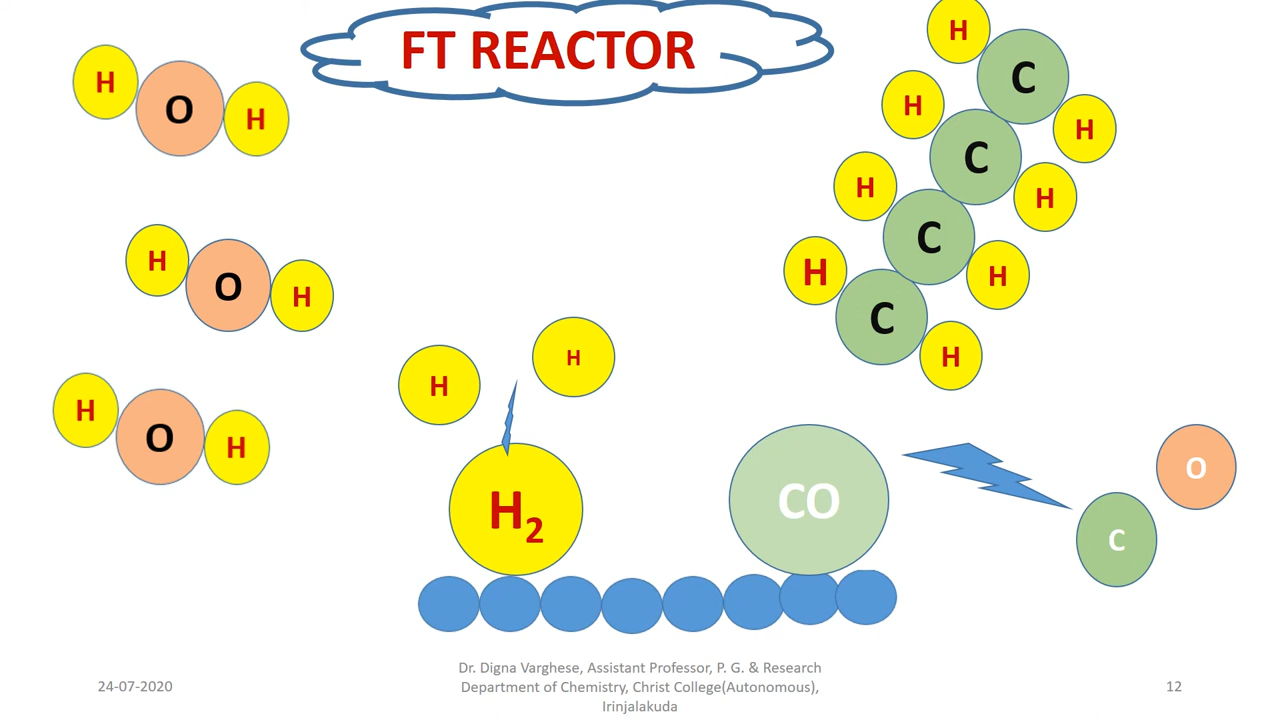 FT REACTOR
H O H
H O H
H O H
H H
H₂
CO
H C
H C H
H C H
H C H
H
O
C
24-07-2020
Dr. Digna Varghese, Assistant Professor, P. G. & Research
Department of Chemistry, Christ College(Autonomous),
Irinjalakuda
12